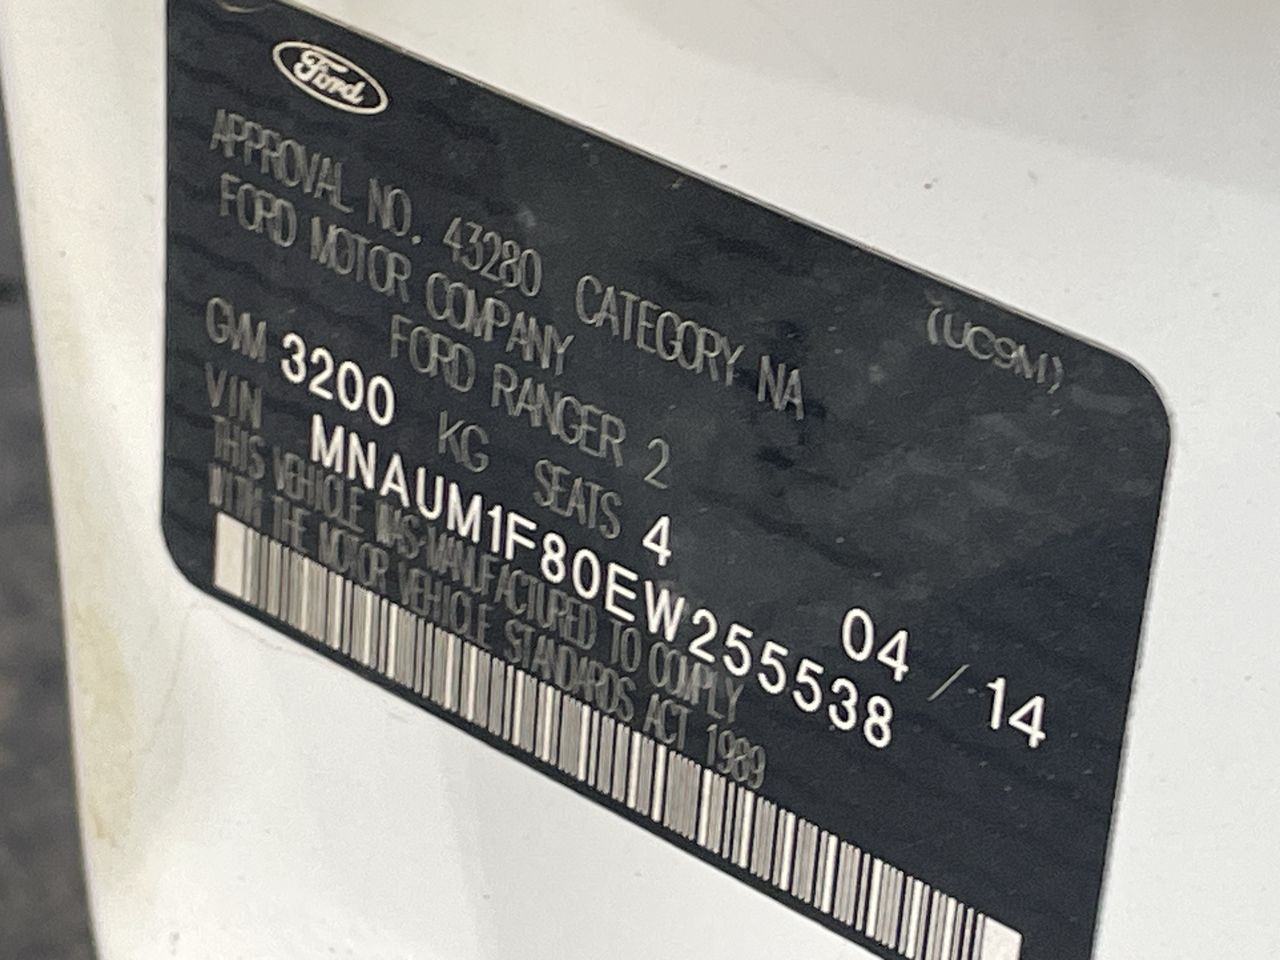 Ford
(UC9M)
APPROVAL NO. 43280 CATEGORY NA
FORD MOTOR COMPANY
FORD RANGER 2
GVM 3200 KG SEATS 4
04 / 14
VIN MNAUM1F80EW255538
THIS VEHICLE WAS MANUFACTURED TO COMPLY
WITH THE MOTOR VEHICLE STANDARDS ACT 1989